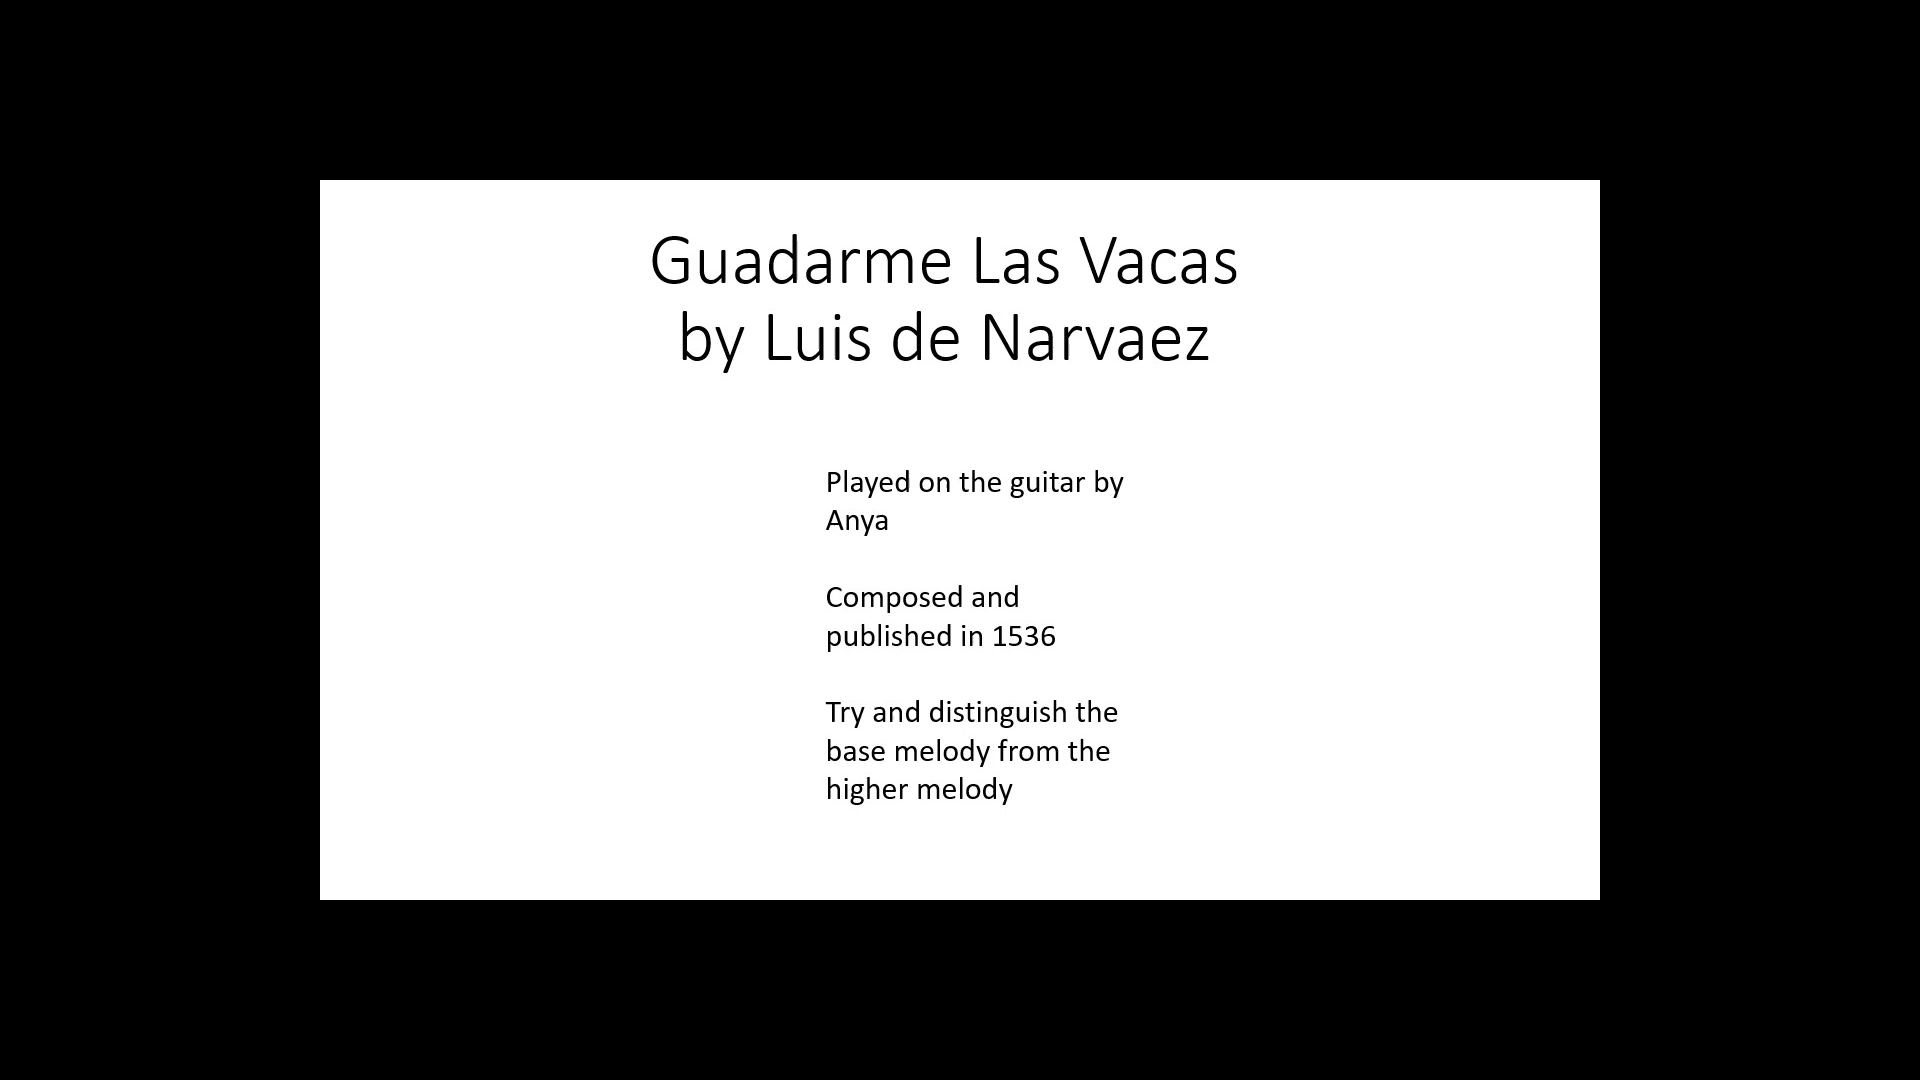 Guadarme Las Vacas
by Luis de Narvaez
Played on the guitar by
Anya
Composed and
published in 1536
Try and distinguish the
base melody from the
higher melody